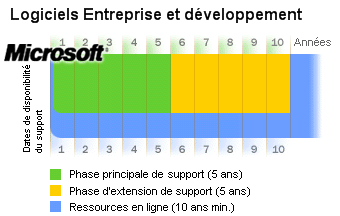 Logiciels Entreprise et développement
1 2 3 4 5 6 7 8 9 10 Années
Microsoft
Dates de disponibilité
du support
1 2 3 4 5 6 7 8 9 10
Phase principale de support (5 ans)
Phase d'extension de support (5 ans)
Ressources en ligne (10 ans min.)